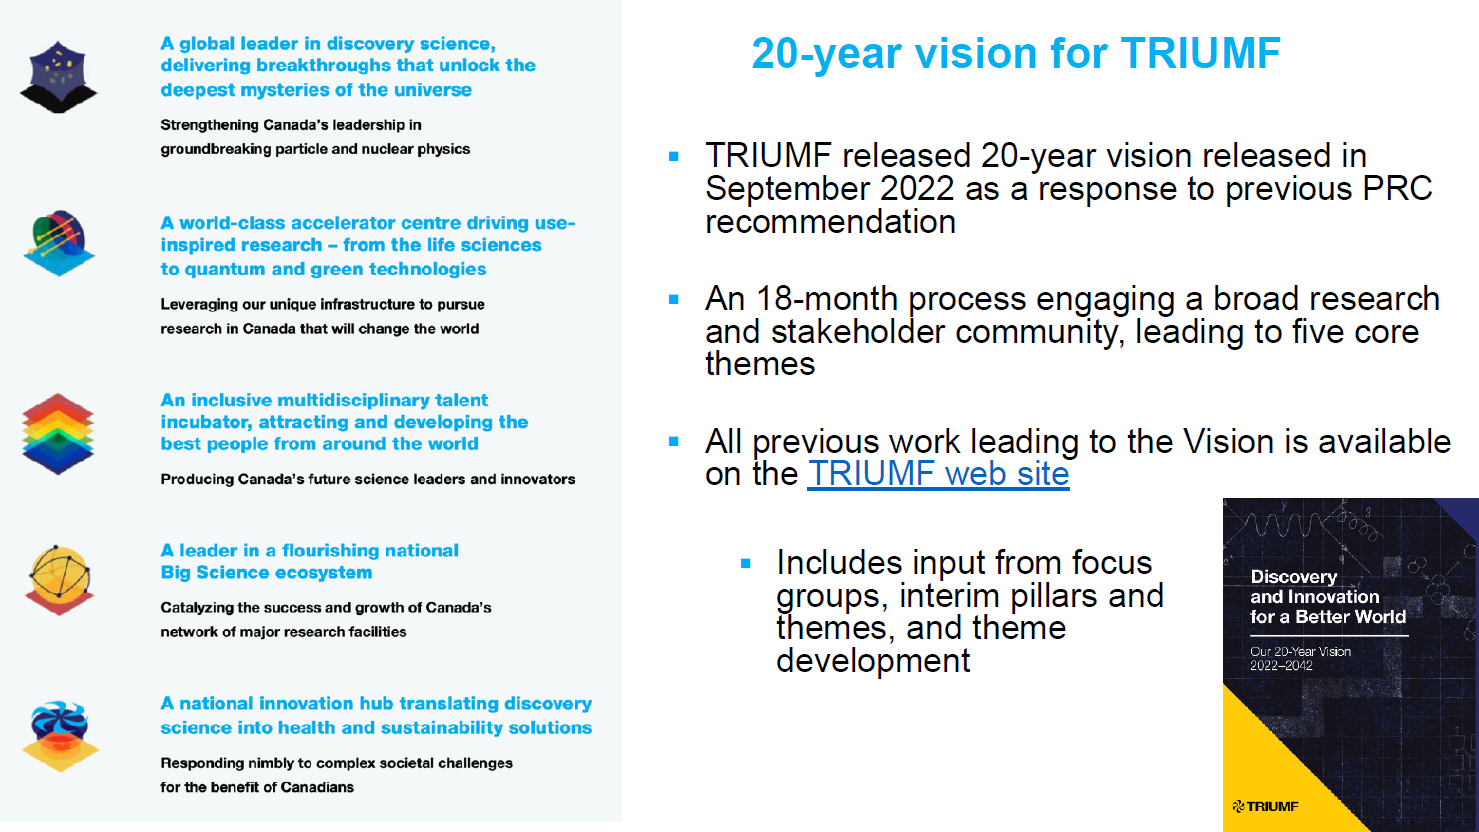 A global leader in discovery science,
delivering breakthroughs that unlock the
deepest mysteries of the universe
Strengthening Canada's leadership in
groundbreaking particle and nuclear physics
A world-class accelerator centre driving use-
inspired research – from the life sciences
to quantum and green technologies
Leveraging our unique infrastructure to pursue
research in Canada that will change the world
An inclusive multidisciplinary talent
incubator, attracting and developing the
best people from around the world
Producing Canada's future science leaders and innovators
A leader in a flourishing national
Big Science ecosystem
Catalyzing the success and growth of Canada's
network of major research facilities
A national innovation hub translating discovery
science into health and sustainability solutions
Responding nimbly to complex societal challenges
for the benefit of Canadians
20-year vision for TRIUMF
▪ TRIUMF released 20-year vision released in
September 2022 as a response to previous PRC
recommendation
▪ An 18-month process engaging a broad research
and stakeholder community, leading to five core
themes
▪ All previous work leading to the Vision is available
on the TRIUMF web site
▪ Includes input from focus
groups, interim pillars and
themes, and theme
development
Discovery
and Innovation
for a Better World
Our 20-Year Vision
2022–2042
TRIUMF